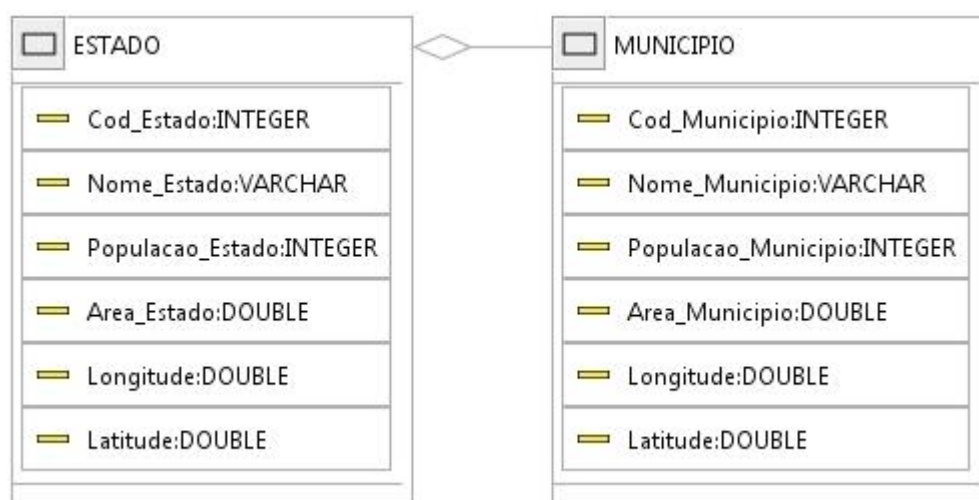 ESTADO
Cod_Estado:INTEGER
Nome_Estado:VARCHAR
Populacao_Estado:INTEGER
Area_Estado:DOUBLE
Longitude:DOUBLE
Latitude:DOUBLE
MUNICIPIO
Cod_Municipio:INTEGER
Nome_Municipio:VARCHAR
Populacao_Municipio:INTEGER
Area_Municipio:DOUBLE
Longitude:DOUBLE
Latitude:DOUBLE